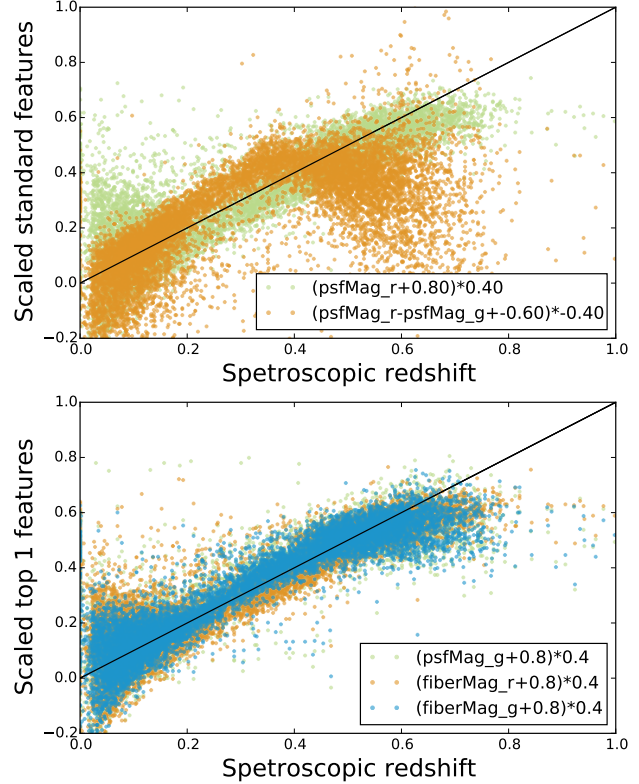 1.0
0.8
0.6
0.4
0.2
0.0
−0.2
Scaled standard features
(psfMag_r+0.80)*0.40
(psfMag_r-psfMag_g+-0.60)*-0.40
0.0 0.2 0.4 0.6 0.8 1.0
Spetroscopic redshift
1.0
0.8
0.6
0.4
0.2
0.0
−0.2
Scaled top 1 features
(psfMag_g+0.8)*0.4
(fiberMag_r+0.8)*0.4
(fiberMag_g+0.8)*0.4
0.0 0.2 0.4 0.6 0.8 1.0
Spetroscopic redshift